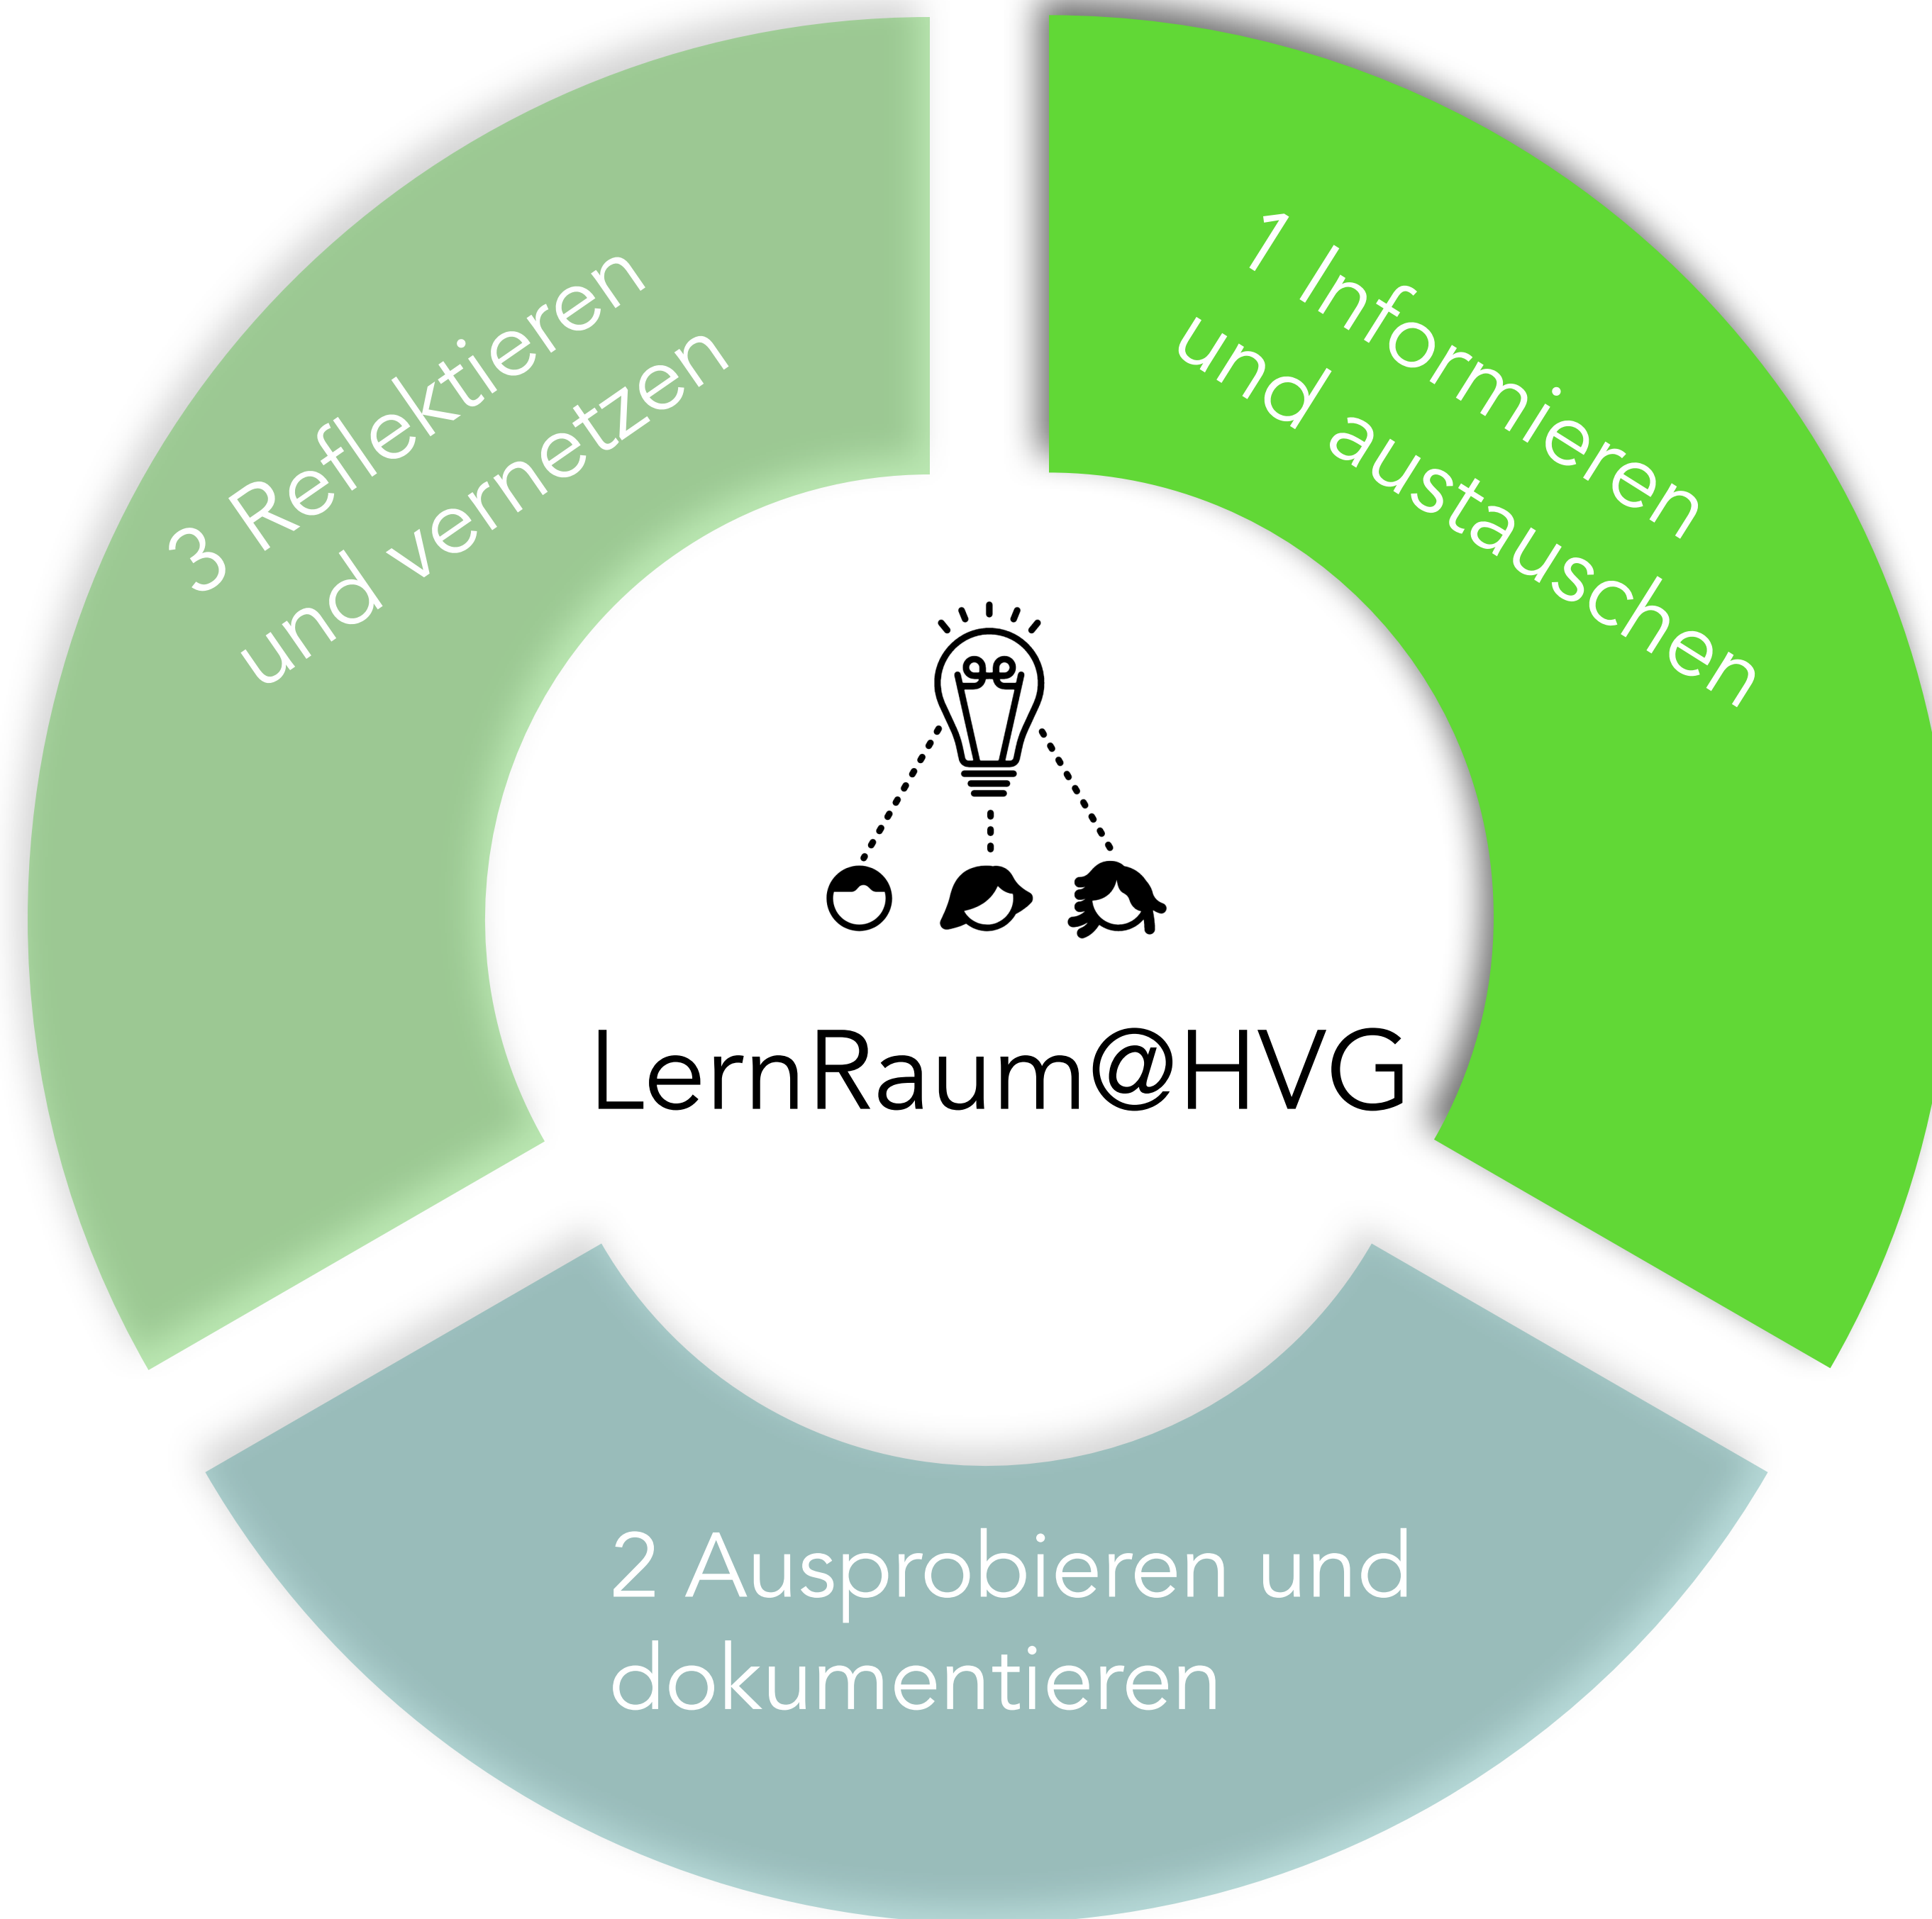 1 Informieren
und austauschen
3 Reflektieren
und vernetzen
LernRaum@HVG
2 Ausprobieren und
dokumentieren